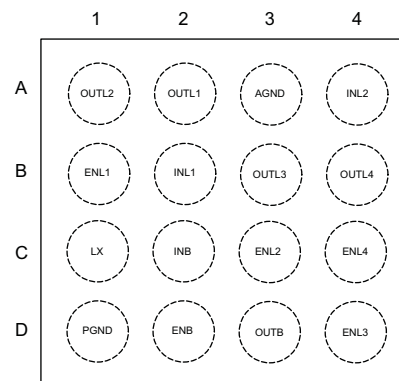 1 2 3 4
A OUTL2 OUTL1 AGND INL2
B ENL1 INL1 OUTL3 OUTL4
C LX INB ENL2 ENL4
D PGND ENB OUTB ENL3